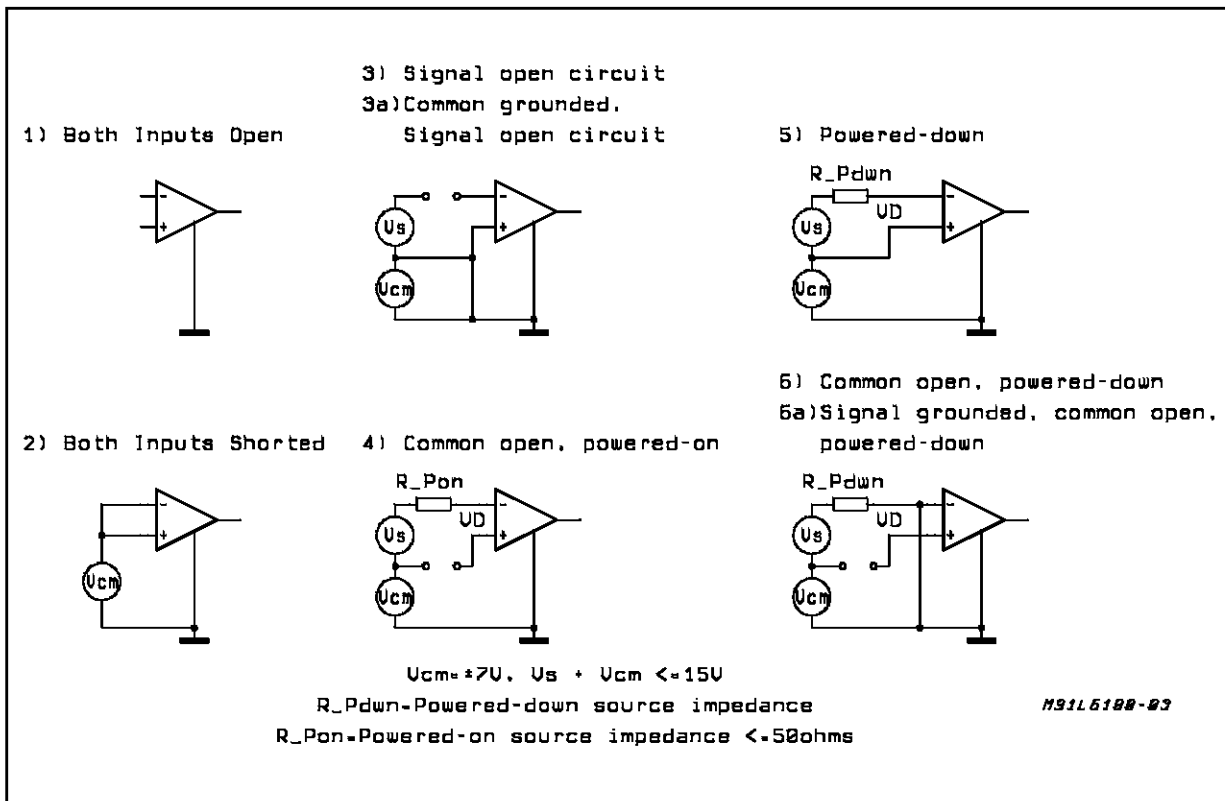 1) Both Inputs Open
3) Signal open circuit
3a)Common grounded.
Signal open circuit
5) Powered-down
-
+
Vs
Vcm
-
+
R_Pdwn
VD
Vs
Vcm
-
+
2) Both Inputs Shorted
4) Common open, powered-on
6) Common open, powered-down
6a)Signal grounded, common open,
powered-down
Vcm
-
+
R_Pon
VD
Vs
Vcm
-
+
R_Pdwn
VD
Vs
Vcm
-
+
Vcm=±7V, Vs + Vcm <=15V
R_Pdwn=Powered-down source impedance
R_Pon=Powered-on source impedance <=50ohms
M91L6180-03